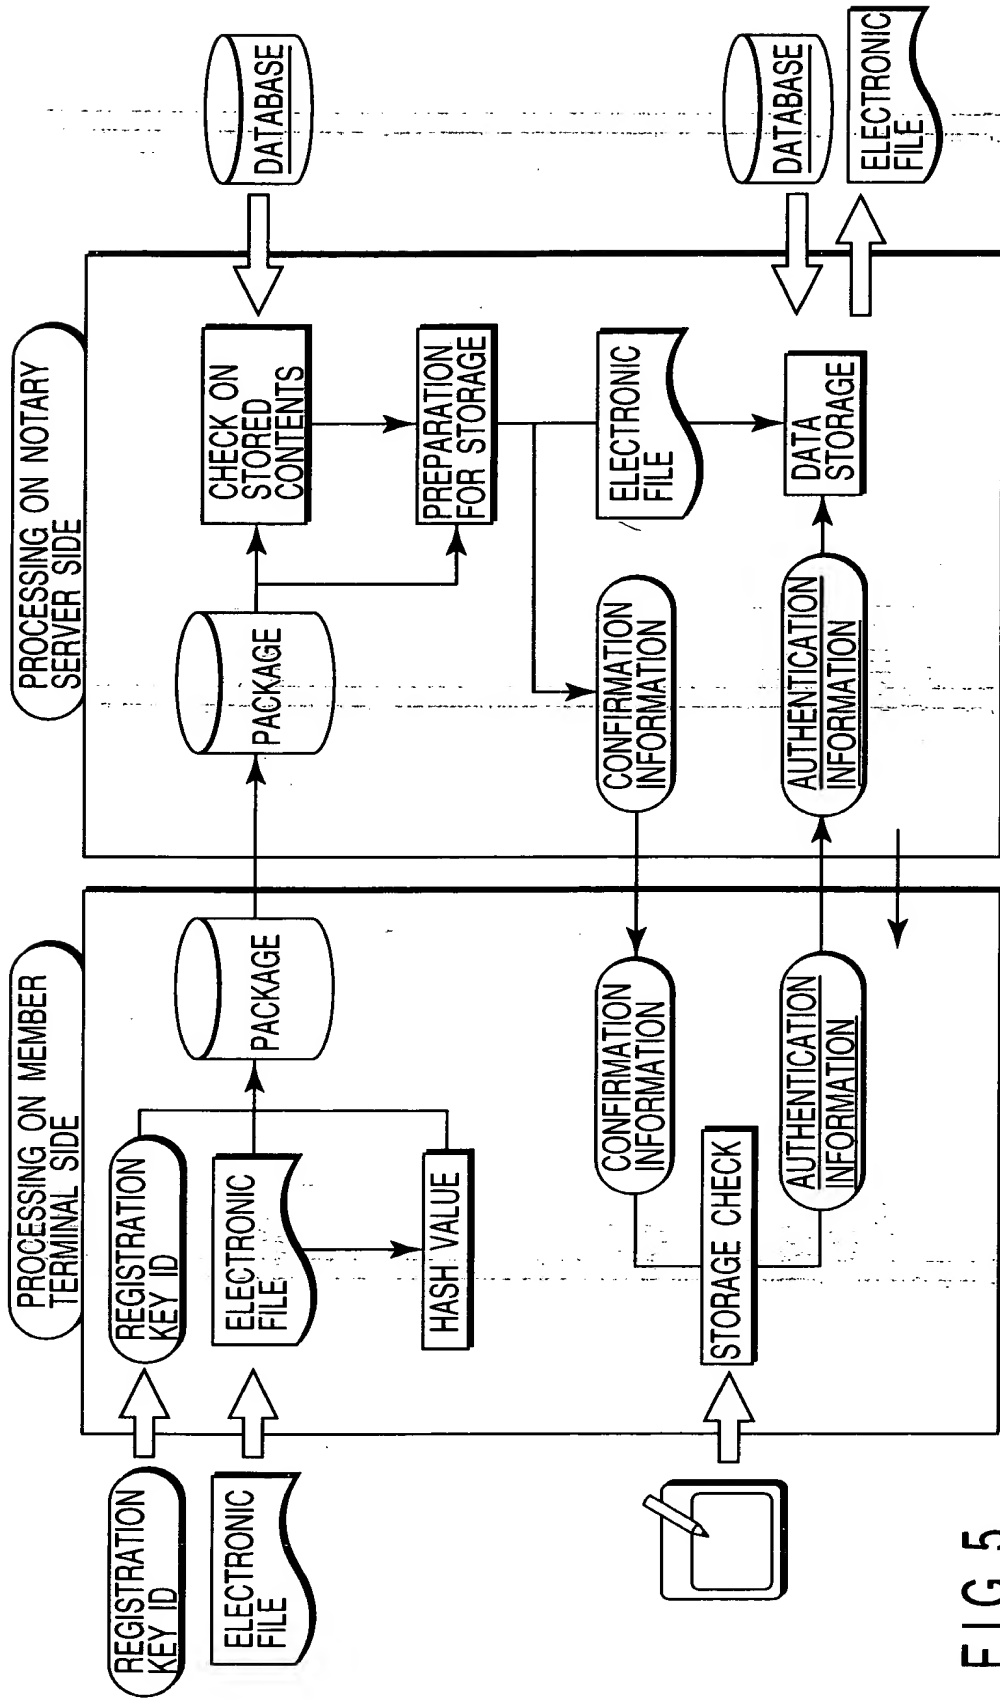 PROCESSING ON MEMBER
TERMINAL SIDE
PROCESSING ON NOTARY
SERVER SIDE
REGISTRATION
KEY ID
REGISTRATION
KEY ID
ELECTRONIC
FILE
ELECTRONIC
FILE
HASH VALUE
PACKAGE
PACKAGE
CHECK ON
STORED
CONTENTS
DATABASE
PREPARATION
FOR STORAGE
CONFIRMATION
INFORMATION
CONFIRMATION
INFORMATION
ELECTRONIC
FILE
STORAGE CHECK
AUTHENTICATION
INFORMATION
AUTHENTICATION
INFORMATION
DATA
STORAGE
DATABASE
ELECTRONIC
FILE
FIG. 5